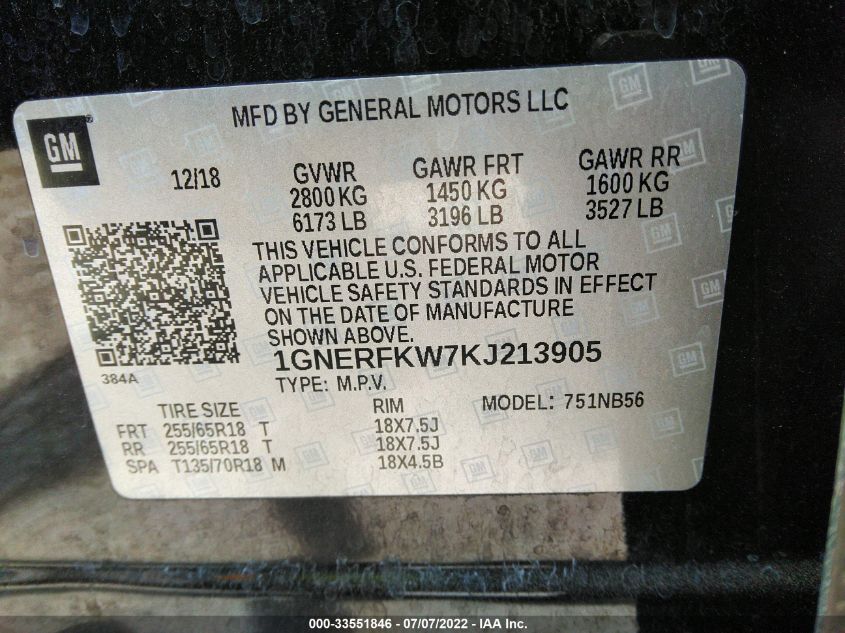 MFD BY GENERAL MOTORS LLC
GM
12/18 GVWR GAWR FRT GAWR RR
2800 KG 1450 KG 1600 KG
6173 LB 3196 LB 3527 LB
THIS VEHICLE CONFORMS TO ALL
APPLICABLE U.S. FEDERAL MOTOR
VEHICLE SAFETY STANDARDS IN EFFECT
ON THE DATE OF MANUFACTURE
SHOWN ABOVE.
384A
1GNERFKW7KJ213905
TYPE: M.P.V.
TIRE SIZE RIM MODEL: 751NB56
FRT 255/65R18 T 18X7.5J
RR 255/65R18 T 18X7.5J
SPA T135/70R18 M 18X4.5B
000-33551846 - 07/07/2022 - IAA Inc.